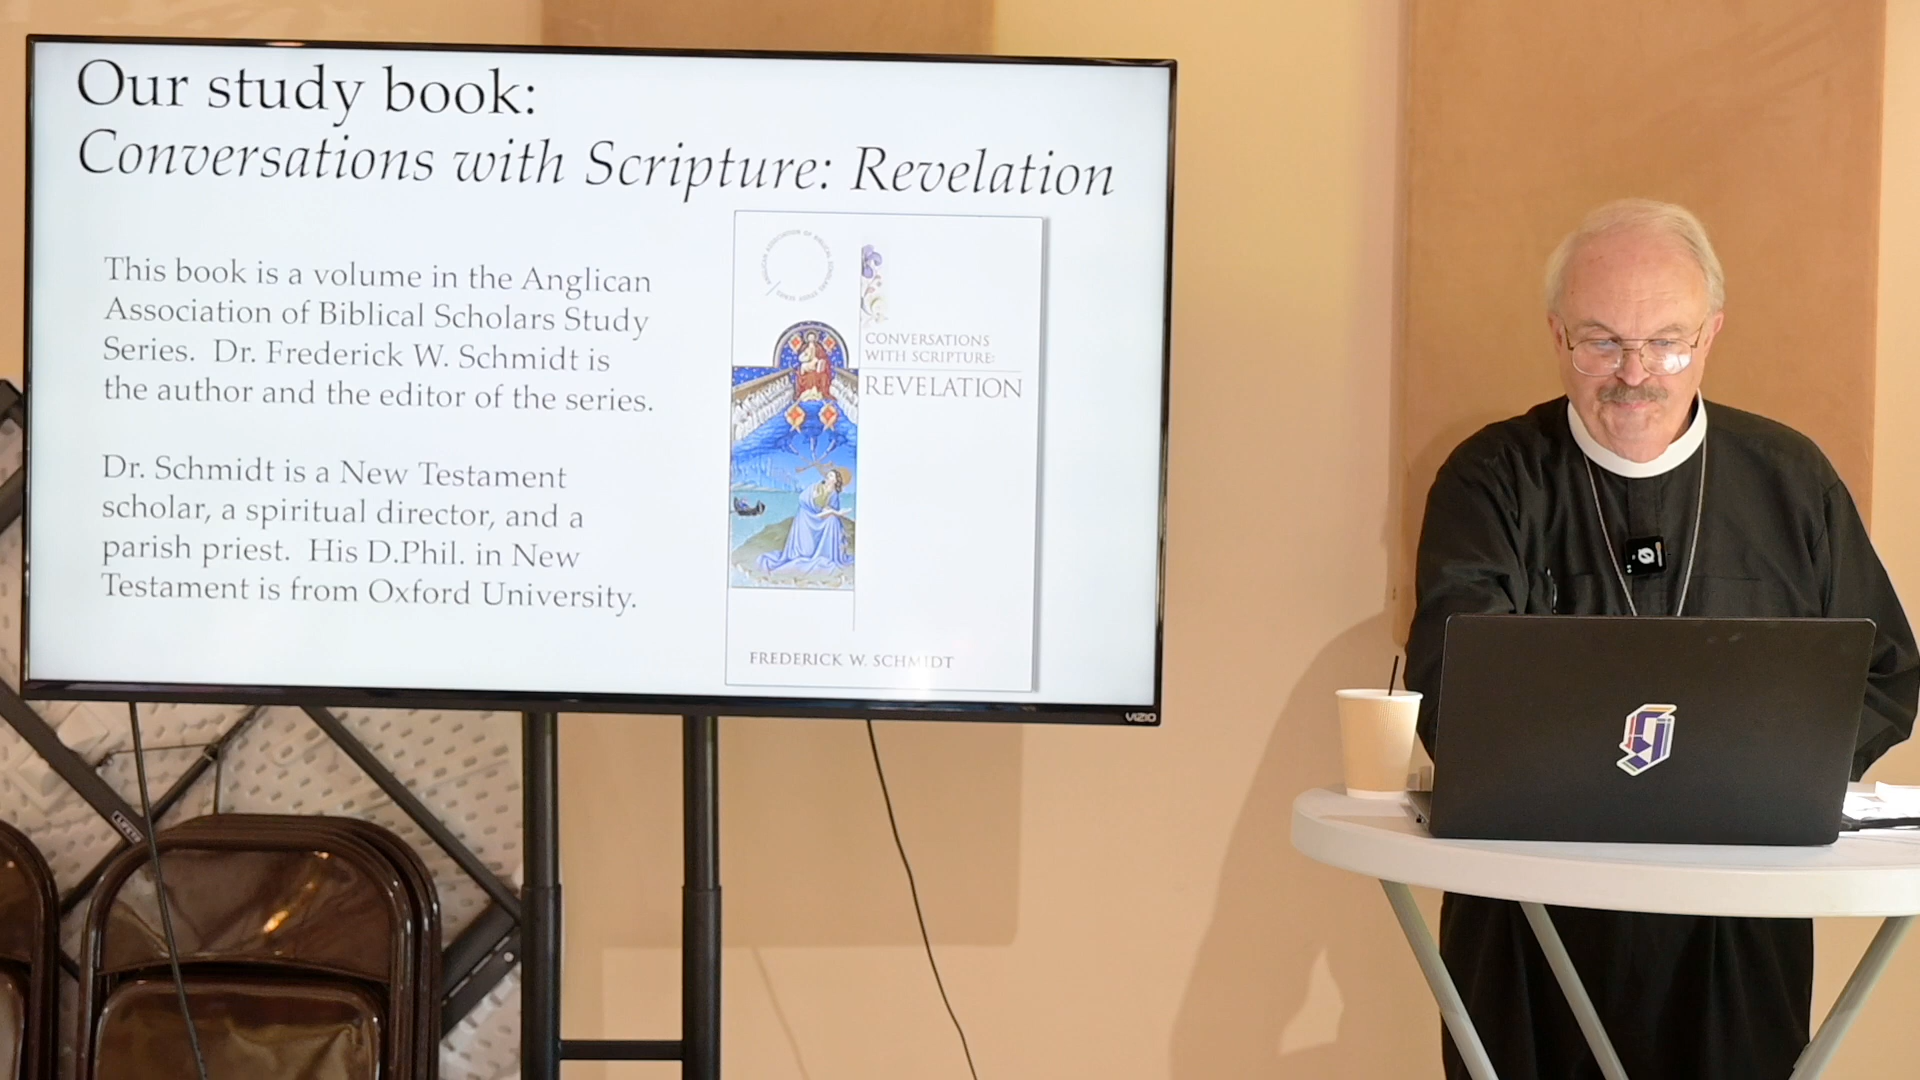 Our study book:
Conversations with Scripture: Revelation
This book is a volume in the Anglican
Association of Biblical Scholars Study
Series. Dr. Frederick W. Schmidt is
the author and the editor of the series.
Dr. Schmidt is a New Testament
scholar, a spiritual director, and a
parish priest. His D.Phil. in New
Testament is from Oxford University.
CONVERSATIONS
WITH SCRIPTURE:
REVELATION
FREDERICK W. SCHMIDT
VIZIO